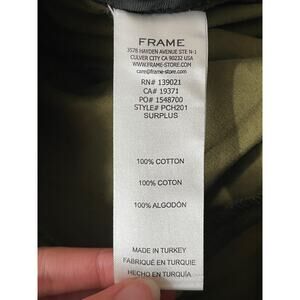 FRAME
3578 HAYDEN AVENUE STE N-1
CULVER CITY CA 90232 USA
WWW.FRAME-STORE.COM
care@frame-store.com
RN# 139021
CA# 19371
PO# 1548700
STYLE# PCH201
SURPLUS
100% COTTON
100% COTON
100% ALGODÓN
MADE IN TURKEY
FABRIQUÉ EN TURQUIE
HECHO EN TURQUÍA